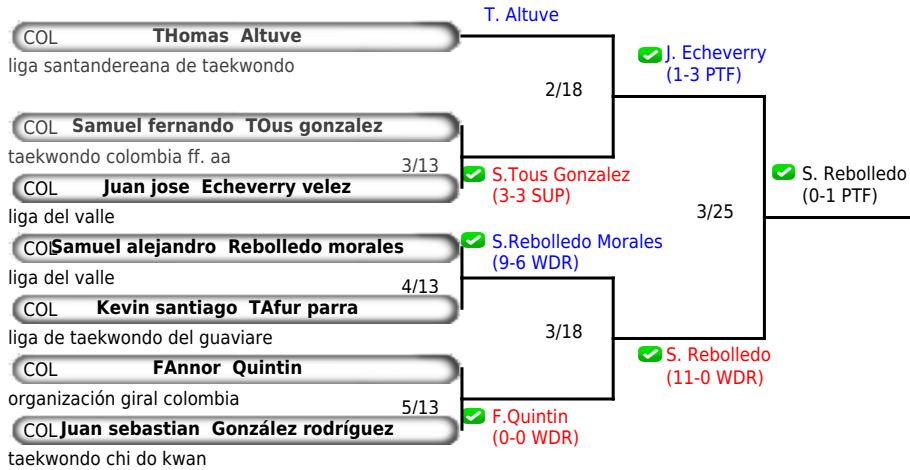 T. Altuve
COL THomas Altuve
liga santandereana de taekwondo
J. Echeverry
(1-3 PTF)
2/18
COL Samuel fernando TOus gonzalez
taekwondo colombia ff. aa
3/13
S.Tous Gonzalez
(3-3 SUP)
COL Juan jose Echeverry velez
liga del valle
S. Rebolledo
(0-1 PTF)
3/25
COL Samuel alejandro Rebolledo morales
liga del valle
S.Rebolledo Morales
(9-6 WDR)
4/13
COL Kevin santiago TAfur parra
liga de taekwondo del guaviare
3/18
COL FAnnor Quintin
organización giral colombia
S. Rebolledo
(11-0 WDR)
5/13
F.Quintin
(0-0 WDR)
COL Juan sebastian González rodríguez
taekwondo chi do kwan